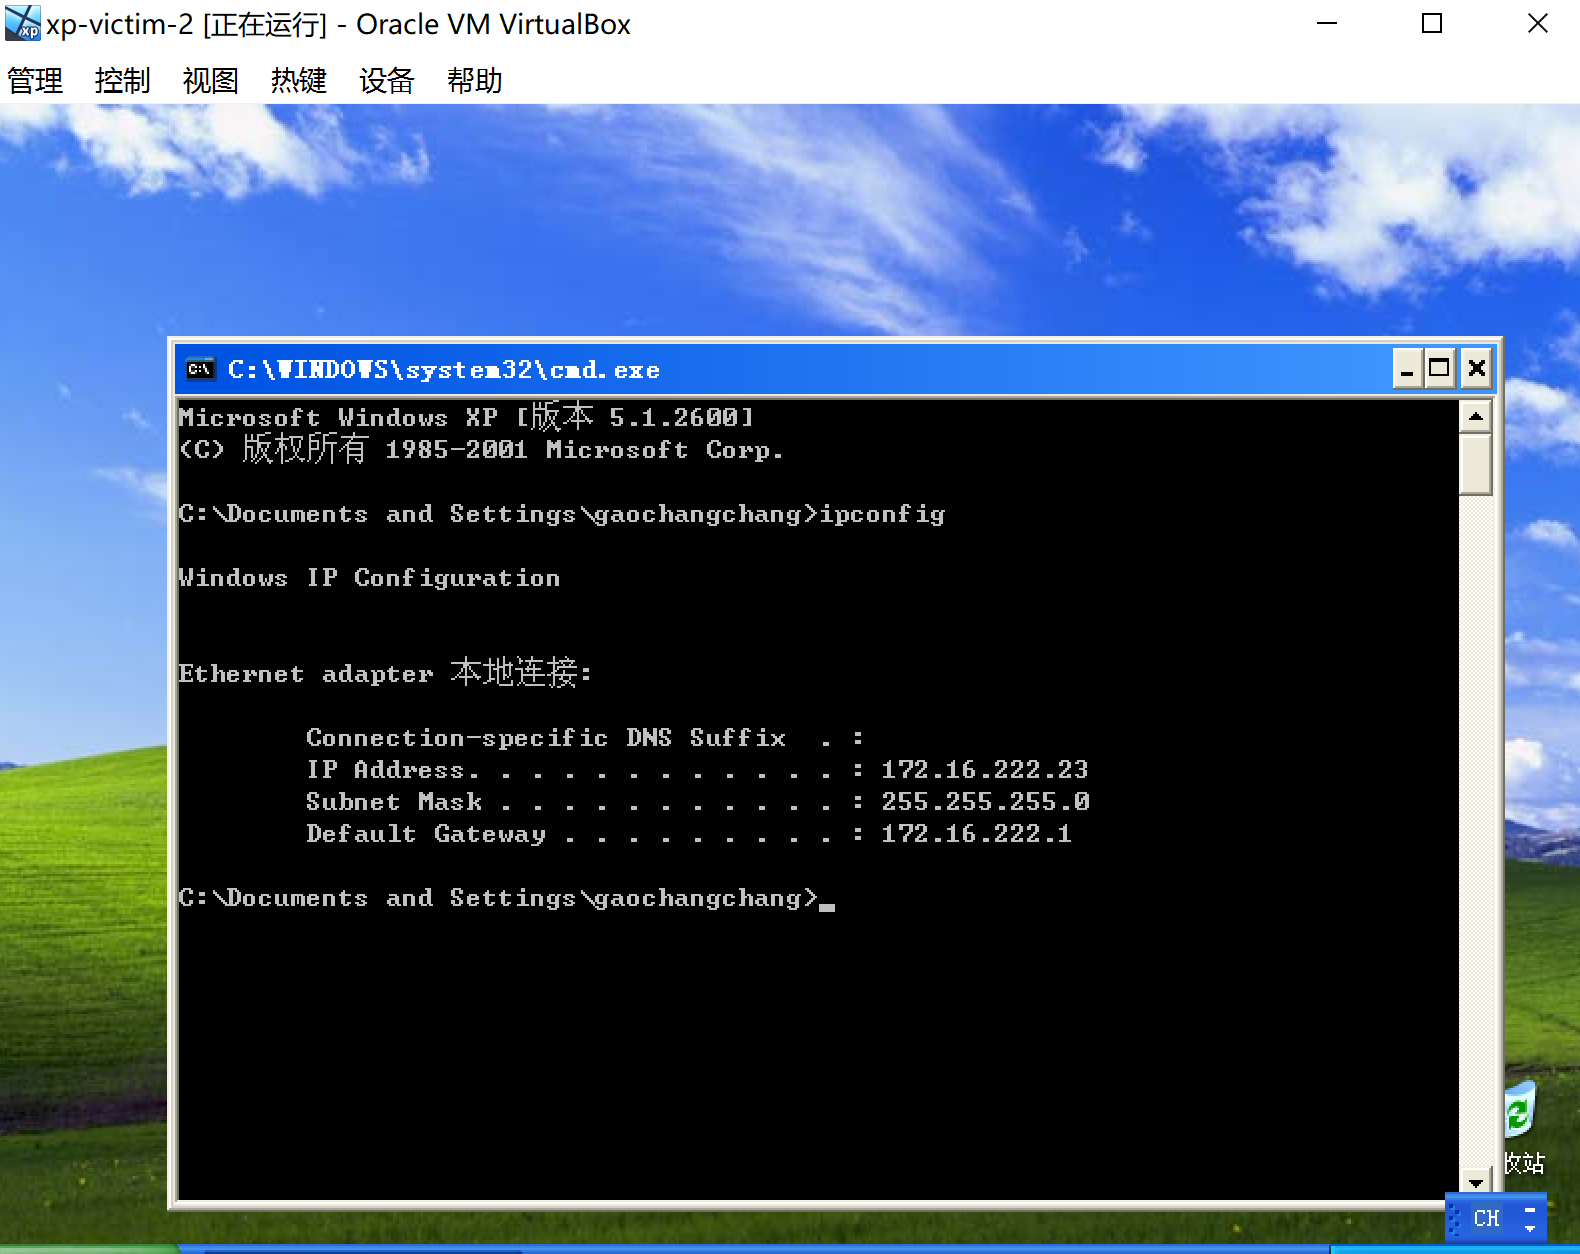 xp-victim-2 [正在运行] - Oracle VM VirtualBox
管理 控制 视图 热键 设备 帮助
C:\WINDOWS\system32\cmd.exe
Microsoft Windows XP [版本 5.1.2600]
(C) 版权所有 1985-2001 Microsoft Corp.
C:\Documents and Settings\gaochangchang>ipconfig
Windows IP Configuration
Ethernet adapter 本地连接:
Connection-specific DNS Suffix  . :
IP Address. . . . . . . . . . . . : 172.16.222.23
Subnet Mask . . . . . . . . . . . : 255.255.255.0
Default Gateway . . . . . . . . . : 172.16.222.1
C:\Documents and Settings\gaochangchang>
收站
CH